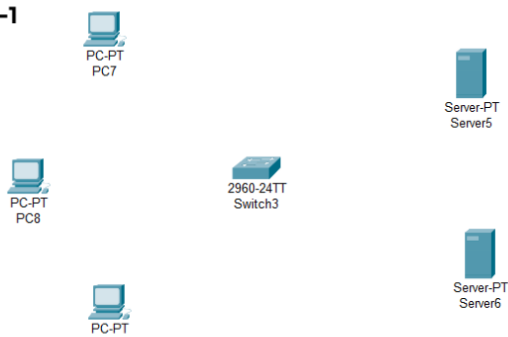 -1
PC-PT
PC7
Server-PT
Server5
PC-PT
PC8
2960-24TT
Switch3
Server-PT
Server6
PC-PT